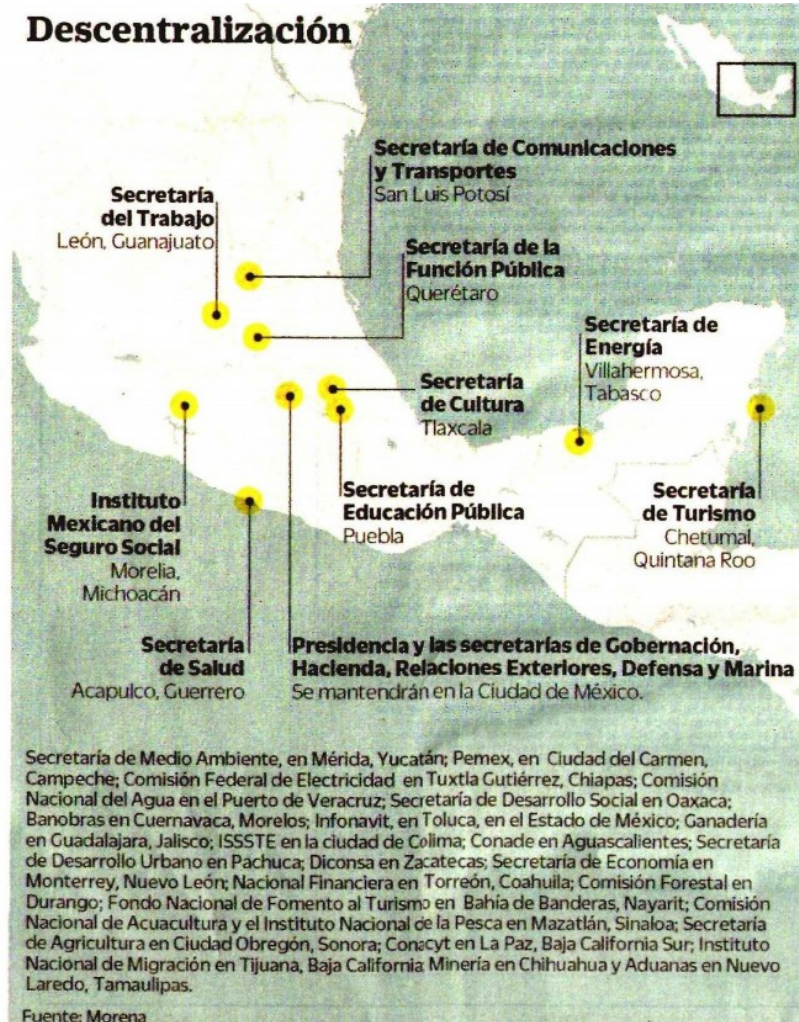 Descentralización
Secretaría de Comunicaciones
y Transportes
San Luis Potosí
Secretaría
del Trabajo
León, Guanajuato
Secretaría de la
Función Pública
Querétaro
Secretaría de
Energía
Villahermosa,
Tabasco
Secretaría
de Cultura
Tlaxcala
Instituto
Mexicano del
Seguro Social
Morelia,
Michoacán
Secretaría de
Educación Pública
Puebla
Secretaría
de Turismo
Chetumal,
Quintana Roo
Secretaría
de Salud
Acapulco, Guerrero
Presidencia y las secretarías de Gobernación,
Hacienda, Relaciones Exteriores, Defensa y Marina
Se mantendrán en la Ciudad de México.
Secretaría de Medio Ambiente, en Mérida, Yucatán; Pemex, en Ciudad del Carmen,
Campeche; Comisión Federal de Electricidad en Tuxtla Gutiérrez, Chiapas; Comisión
Nacional del Agua en el Puerto de Veracruz; Secretaría de Desarrollo Social en Oaxaca;
Banobras en Cuernavaca, Morelos; Infonavit, en Toluca, en el Estado de México; Ganadería
en Guadalajara, Jalisco; ISSSTE en la ciudad de Colima; Conade en Aguascalientes; Secretaría
de Desarrollo Urbano en Pachuca; Diconsa en Zacatecas; Secretaría de Economía en
Monterrey, Nuevo León; Nacional Financiera en Torreón, Coahuila; Comisión Forestal en
Durango; Fondo Nacional de Fomento al Turismo en Bahía de Banderas, Nayarit; Comisión
Nacional de Acuacultura y el Instituto Nacional de la Pesca en Mazatlán, Sinaloa; Secretaría
de Agricultura en Ciudad Obregón, Sonora; Conacyt en La Paz, Baja California Sur; Instituto
Nacional de Migración en Tijuana, Baja California Minería en Chihuahua y Aduanas en Nuevo
Laredo, Tamaulipas.
Fuente: Morena